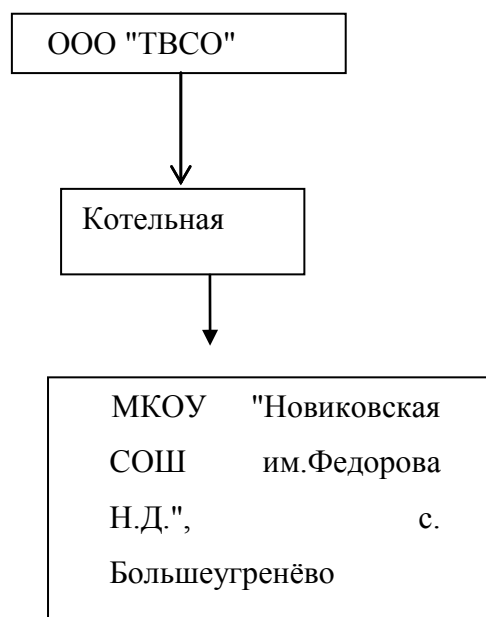 ООО "ТВСО"
Котельная
МКОУ "Новиковская
СОШ им.Федорова
Н.Д.", с.
Большеугренёво